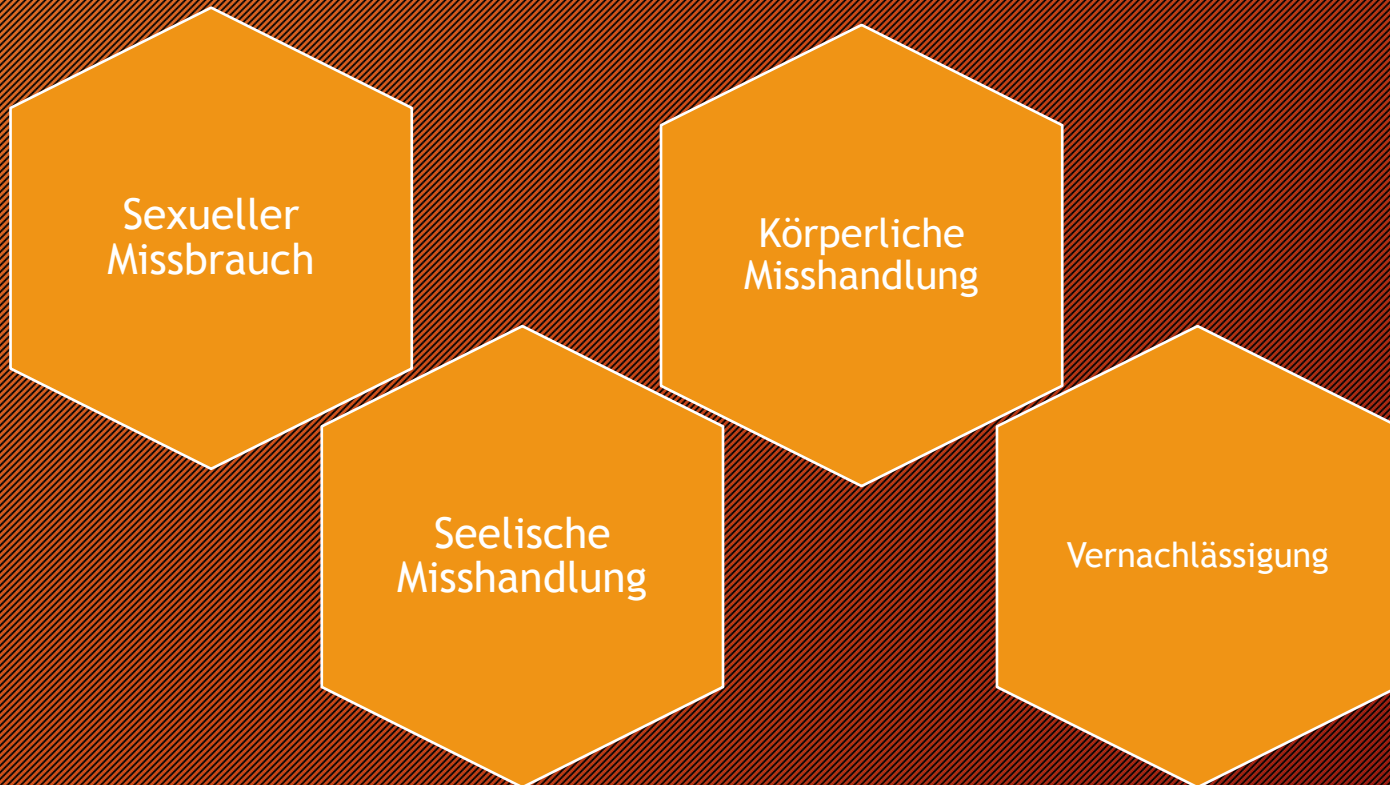 Sexueller
Missbrauch
Körperliche
Misshandlung
Seelische
Misshandlung
Vernachlässigung